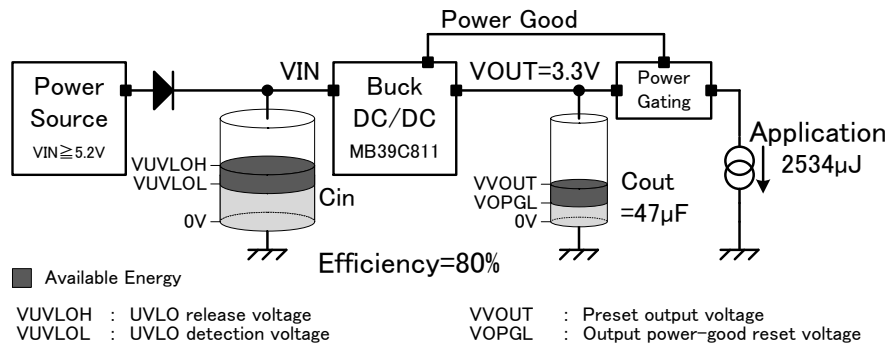 Power Good
Power
Source
VIN≧5.2V
VIN
Buck
DC/DC
MB39C811
VOUT=3.3V
Power
Gating
Application
2534μJ
VUVLOH
VUVLOL
0V
Cin
VVOUT
VOPGL
0V
Cout
=47μF
Efficiency=80%
Available Energy
VUVLOH : UVLO release voltage
VUVLOL : UVLO detection voltage
VVOUT : Preset output voltage
VOPGL : Output power-good reset voltage